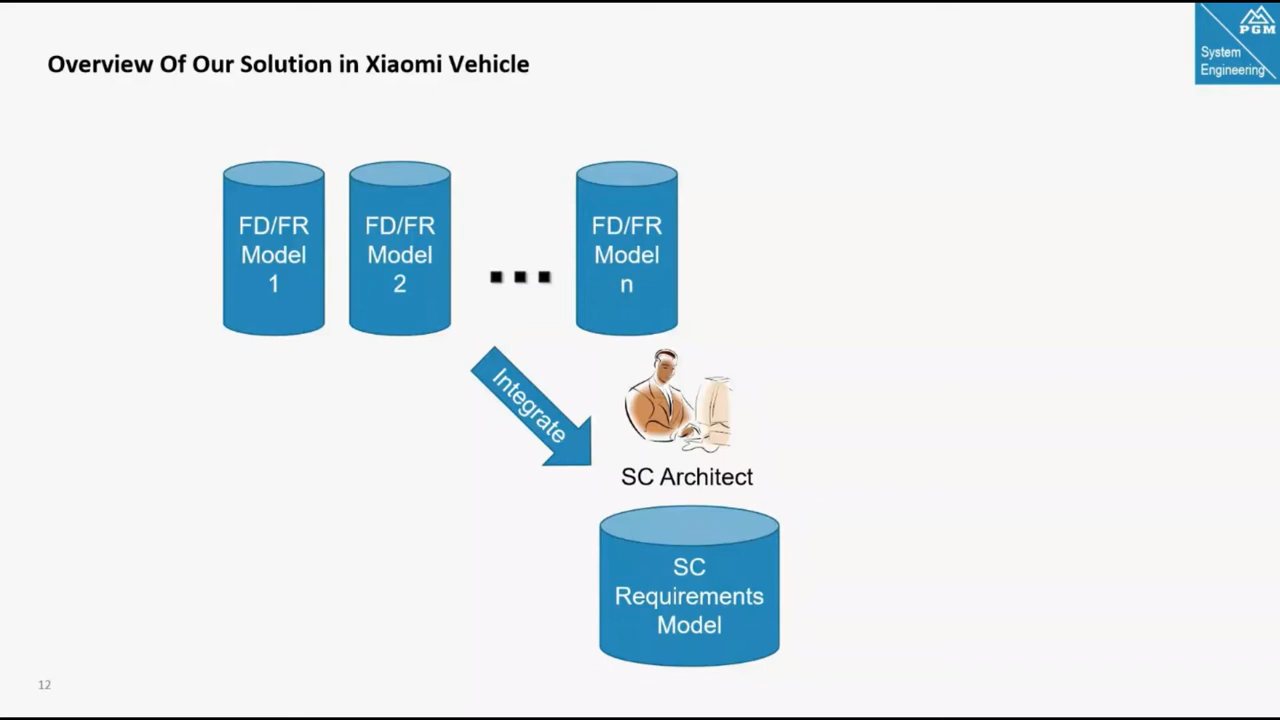 Overview Of Our Solution in Xiaomi Vehicle
PGM
System
Engineering
FD/FR
Model
1
FD/FR
Model
2
FD/FR
Model
n
Integrate
SC Architect
SC
Requirements
Model
12